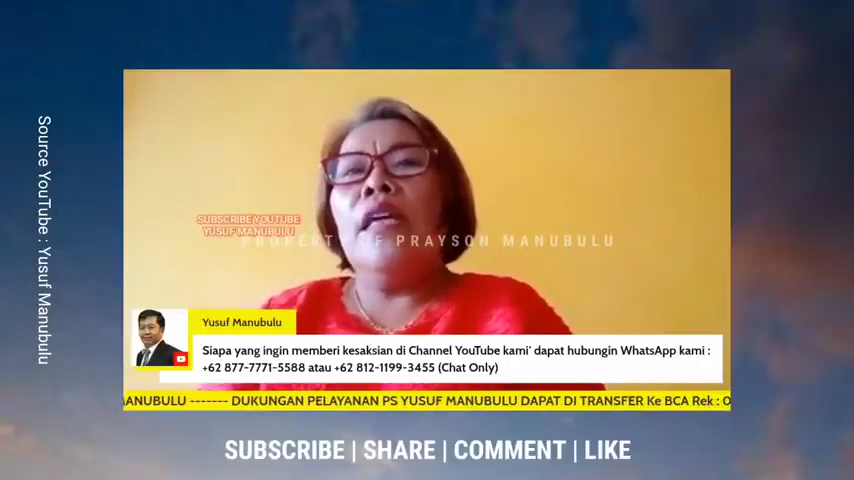 Source YouTube : Yusuf Manubulu
SUBSCRIBE YOUTUBE
YUSUF MANUBULU
PROPERTY OF PRAYSON MANUBULU
Yusuf Manubulu
Siapa yang ingin memberi kesaksian di Channel YouTube kami' dapat hubungin WhatsApp kami :
+62 877-7771-5588 atau +62 812-1199-3455 (Chat Only)
MANUBULU ------- DUKUNGAN PELAYANAN PS YUSUF MANUBULU DAPAT DI TRANSFER Ke BCA Rek : 0
SUBSCRIBE | SHARE | COMMENT | LIKE